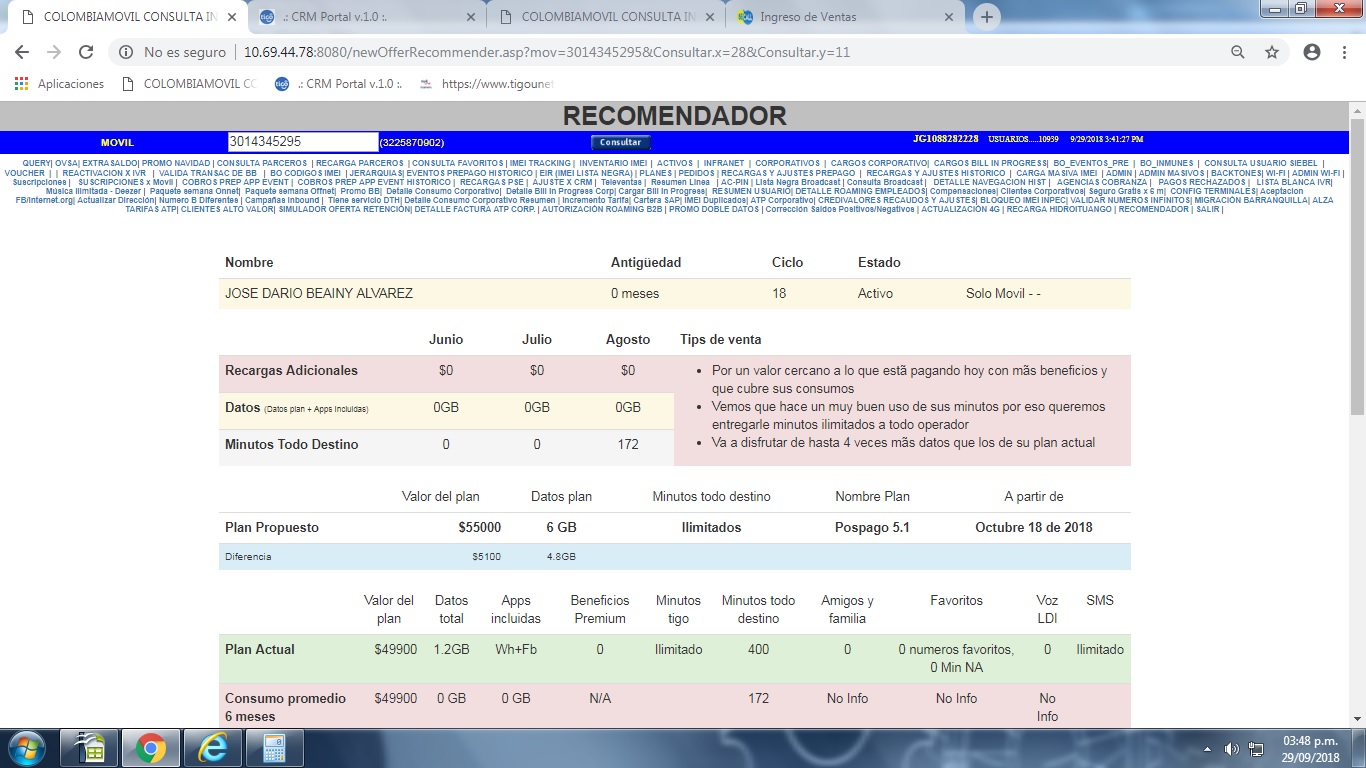 COLOMBIAMOVIL CONSULTA IN
.: CRM Portal v.1.0 :.
COLOMBIAMOVIL CONSULTA IN
Ingreso de Ventas
No es seguro
10.69.44.78:8080/newOfferRecommender.asp?mov=3014345295&Consultar.x=28&Consultar.y=11
Aplicaciones
COLOMBIAMOVIL CO
.: CRM Portal v.1.0 :.
https://www.tigounet
RECOMENDADOR
MOVIL 3014345295 (3225870902) Consultar JG1088282228 USUARIOS.....10939 9/29/2018 3:41:27 PM
QUERY| OVSA| EXTRASALDO| PROMO NAVIDAD | CONSULTA PARCEROS | RECARGA PARCEROS | CONSULTA FAVORITOS | IMEI TRACKING | INVENTARIO IMEI | ACTIVOS | INFRANET | CORPORATIVOS | CARGOS CORPORATIVO| CARGOS BILL IN PROGRESS| BO_EVENTOS_PRE | BO_INMUNES | CONSULTA USUARIO SIEBEL |
VOUCHER | | REACTIVACION X IVR | VALIDA TRANSAC DE BB | BO CODIGOS IMEI |JERARQUIAS| EVENTOS PREPAGO HISTORICO | EIR (IMEI LISTA NEGRA) | PLANES | PEDIDOS | RECARGAS Y AJUSTES PREPAGO | RECARGAS Y AJUSTES HISTORICO | CARGA MASIVA IMEI | ADMIN | ADMIN MASIVOS | BACKTONES| WI-FI | ADMIN WI-FI |
Suscripciones | SUSCRIPCIONES x Movil | COBROS PREP APP EVENT | COBROS PREP APP EVENT HISTORICO | RECARGAS PSE | AJUSTE X CRM | Televentas | Resumen Linea | AC-PIN | Lista Negra Broadcast | Consulta Broadcast | DETALLE NAVEGACION HIST | AGENCIAS COBRANZA | PAGOS RECHAZADOS | LISTA BLANCA IVR|
Musica Ilimitada - Deezer | Paquete semana Onnet| Paquete semana Offnet| Promo BB| Detalle Consumo Corporativo| Detalle Bill In Progress Corp| Cargar Bill In Progress| RESUMEN USUARIO| DETALLE ROAMING EMPLEADOS| Compensaciones| Clientes Corporativos| Seguro Gratis x 6 m| CONFIG TERMINALES| Aceptacion
FB/Internet.org| Actualizar Dirección| Numero B Diferentes | Campañas Inbound | Tiene servicio DTH| Detalle Consumo Corporativo Resumen | Incremento Tarifa| Cartera SAP| IMEI Duplicados| ATP Corporativo| CREDIVALORES RECAUDOS Y AJUSTES| BLOQUEO IMEI INPEC| VALIDAR NUMEROS INFINITOS| MIGRACIÓN BARRANQUILLA| ALZA
TARIFAS ATP| CLIENTES ALTO VALOR| SIMULADOR OFERTA RETENCIÓN| DETALLE FACTURA ATP CORP. | AUTORIZACIÓN ROAMING B2B | PROMO DOBLE DATOS | Corrección Saldos Positivos/Negativos | ACTUALIZACIÓN 4G | RECARGA HIDROITUANGO | RECOMENDADOR | SALIR |
Nombre Antigüedad Ciclo Estado
JOSE DARIO BEAINY ALVAREZ 0 meses 18 Activo Solo Movil - -
Junio Julio Agosto Tips de venta
Recargas Adicionales $0 $0 $0
Datos (Datos plan + Apps Incluidas) 0GB 0GB 0GB
Minutos Todo Destino 0 0 172
Por un valor cercano a lo que estã pagando hoy con mãs beneficios y
que cubre sus consumos
Vemos que hace un muy buen uso de sus minutos por eso queremos
entregarle minutos ilimitados a todo operador
Va a disfrutar de hasta 4 veces mãs datos que los de su plan actual
Valor del plan Datos plan Minutos todo destino Nombre Plan A partir de
Plan Propuesto $55000 6 GB Ilimitados Pospago 5.1 Octubre 18 de 2018
Diferencia $5100 4.8GB
Valor del Datos Apps Beneficios Minutos Minutos todo Amigos y Favoritos Voz SMS
plan total incluidas Premium tigo destino familia LDI
Plan Actual $49900 1.2GB Wh+Fb 0 Ilimitado 400 0 0 numeros favoritos, 0 Ilimitado
0 Min NA
Consumo promedio $49900 0 GB 0 GB N/A 172 No Info No Info No
6 meses Info
03:48 p.m.
29/09/2018